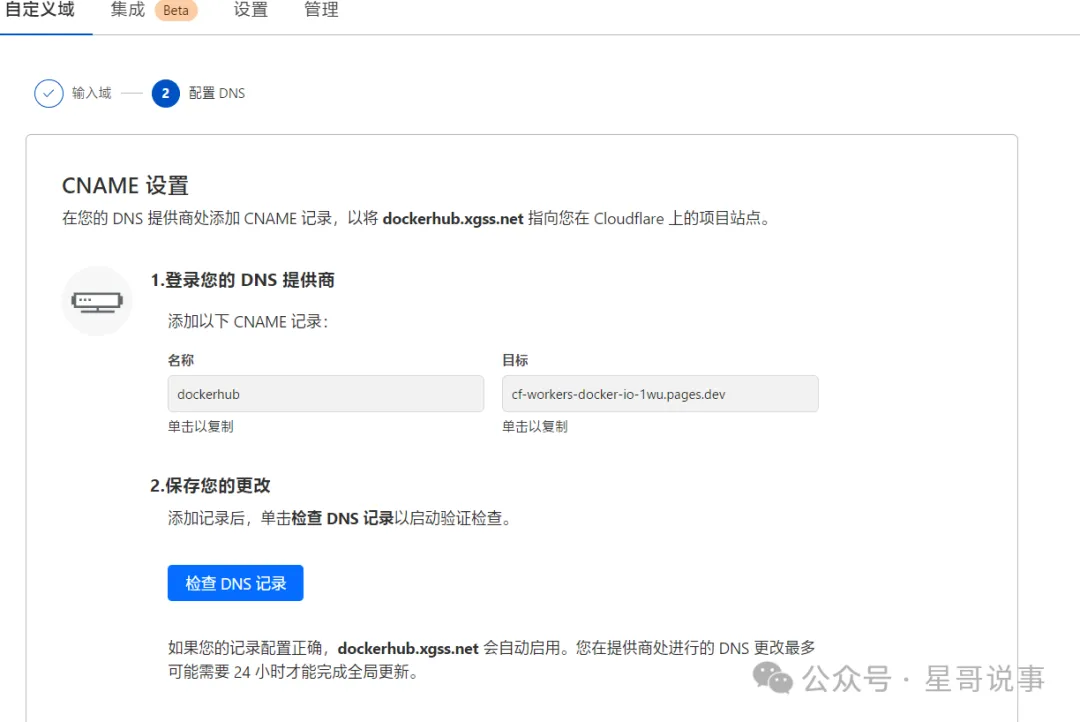 自定义域 集成 Beta 设置 管理
输入域 2 配置 DNS
CNAME 设置
在您的 DNS 提供商处添加 CNAME 记录，以将 dockerhub.xgss.net 指向您在 Cloudflare 上的项目站点。
1.登录您的 DNS 提供商
添加以下 CNAME 记录：
名称 目标
dockerhub cf-workers-docker-io-1wu.pages.dev
单击以复制 单击以复制
2.保存您的更改
添加记录后，单击检查 DNS 记录以启动验证检查。
检查 DNS 记录
如果您的记录配置正确，dockerhub.xgss.net 会自动启用。您在提供商处进行的 DNS 更改最多
可能需要 24 小时才能完成全局更新。
公众号 · 星哥说事